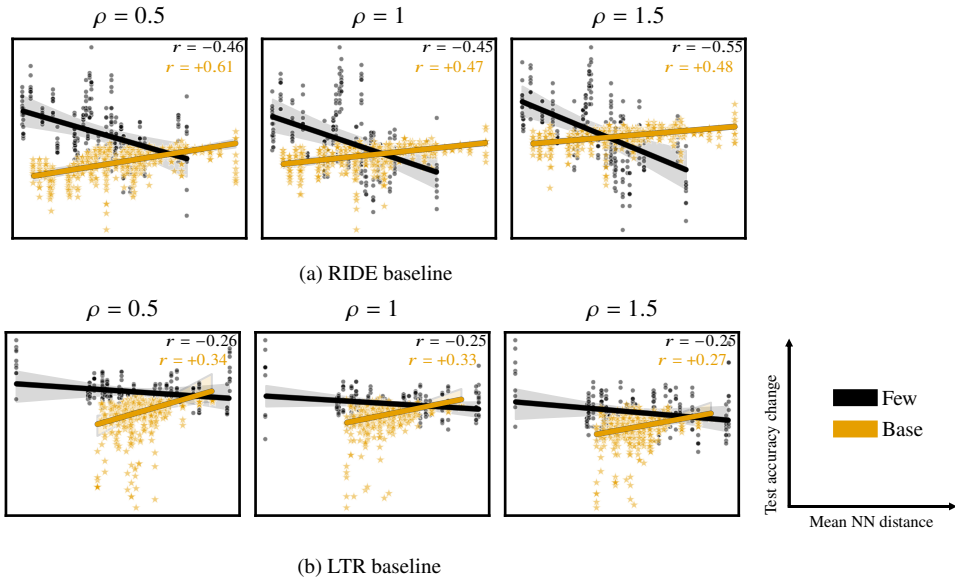 ρ = 0.5
ρ = 1
ρ = 1.5
r = −0.46
r = +0.61
r = −0.45
r = +0.47
r = −0.55
r = +0.48
(a) RIDE baseline
ρ = 0.5
ρ = 1
ρ = 1.5
r = −0.26
r = +0.34
r = −0.25
r = +0.33
r = −0.25
r = +0.27
(b) LTR baseline
Test accuracy change
Few
Base
Mean NN distance